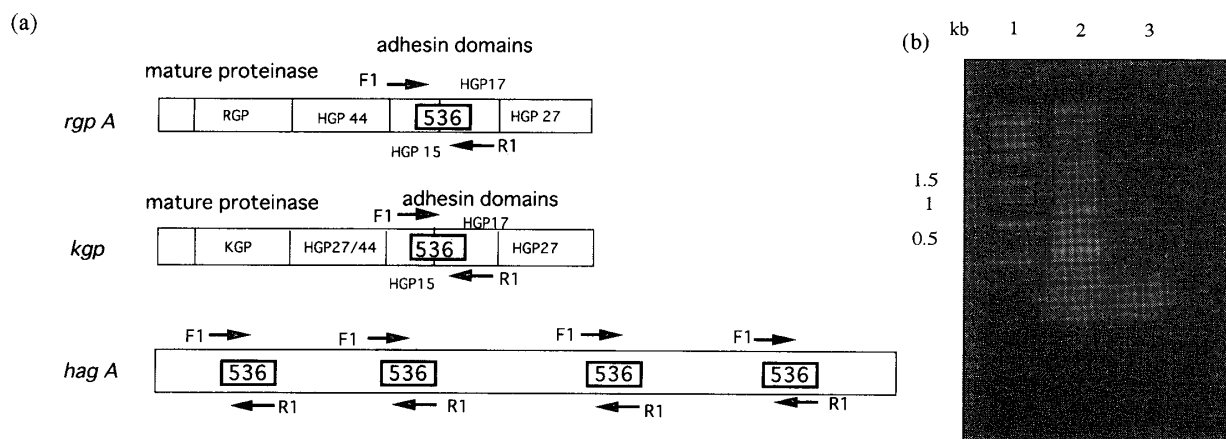 (a)
adhesin domains
mature proteinase
F1
HGP17
rgp A
RGP
HGP 44
536
HGP 27
HGP 15
R1
mature proteinase
adhesin domains
F1
HGP17
kgp
KGP
HGP27/44
536
HGP27
HGP15
R1
F1
F1
F1
F1
hag A
536
536
536
536
R1
R1
R1
R1
(b)
kb
1
2
3
1.5
1
0.5